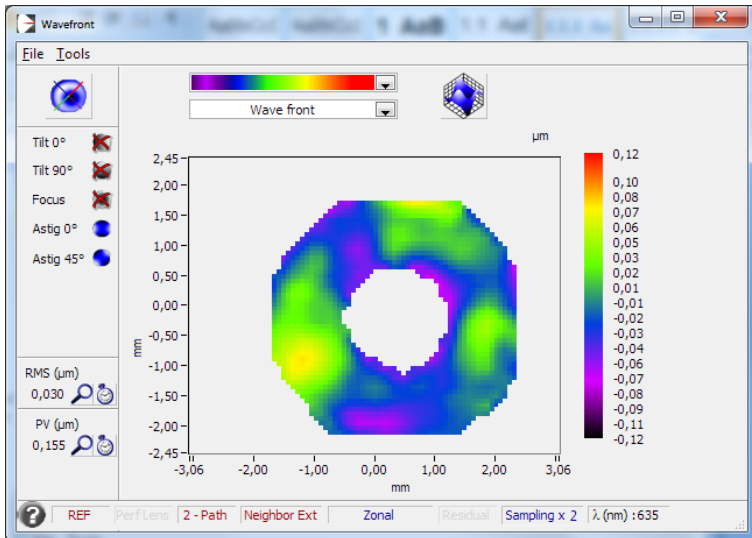 Wavefront
File Tools
Wave front
Tilt 0°
Tilt 90°
Focus
Astig 0°
Astig 45°
RMS (µm)
0,030
PV (µm)
0,155
µm
2,45
2,00
1,50
1,00
0,50
0,00
-0,50
-1,00
-1,50
-2,00
-2,45
mm
-3,06 -2,00 -1,00 0,00 1,00 2,00 3,06
mm
0,12
0,10
0,08
0,07
0,05
0,03
0,02
0,01
-0,01
-0,02
-0,03
-0,05
-0,06
-0,07
-0,08
-0,09
-0,11
-0,12
REF Perf Lens 2 - Path Neighbor Ext Zonal Residual Sampling x 2 λ (nm) :635